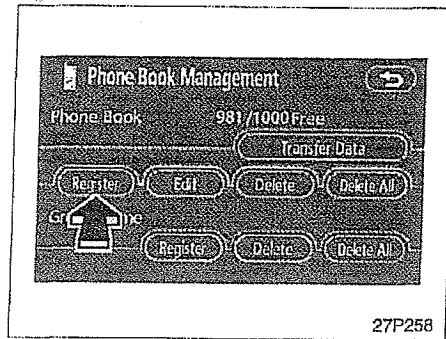 Phone Book Management
Phone Book 981/1000 Free
Transfer Data
Register Edit Delete Delete All
Register Delete Delete All
27P258